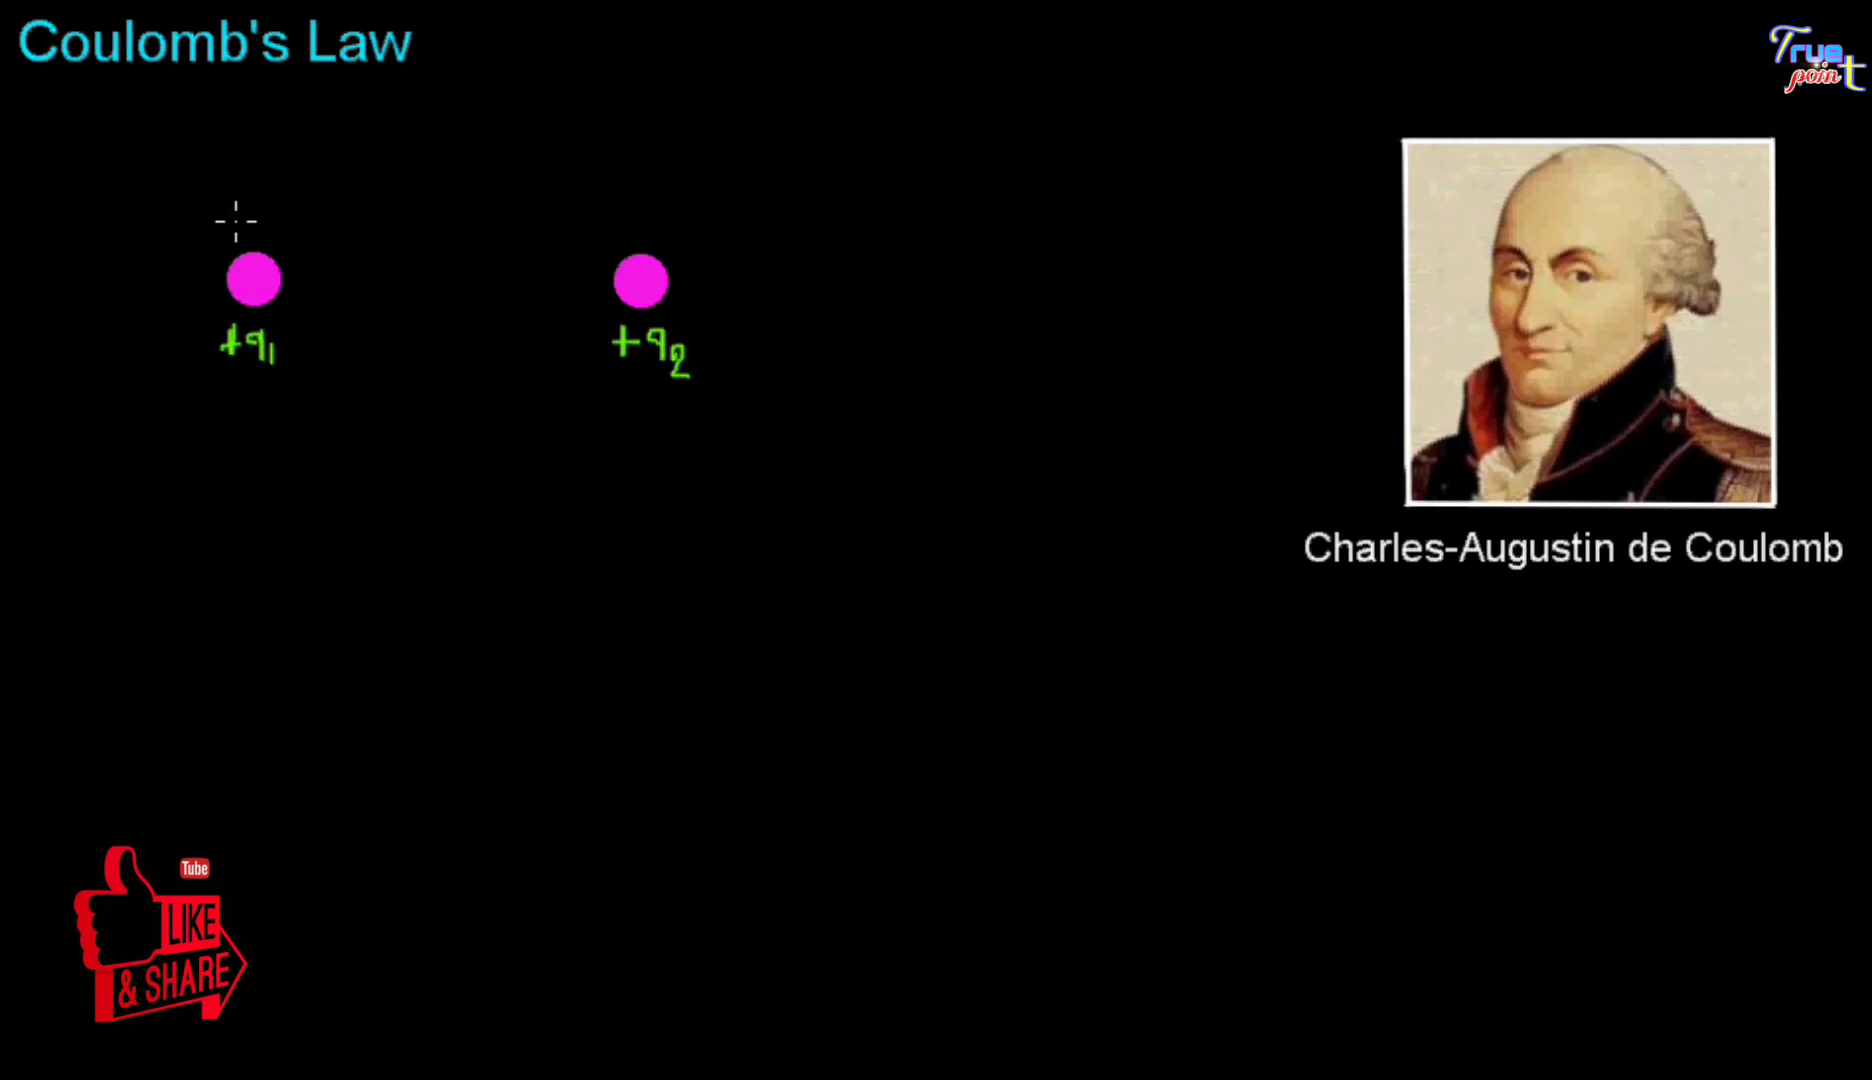 Coulomb's Law
True
point
+q₁
+q₂
Charles-Augustin de Coulomb
Tube
LIKE
& SHARE